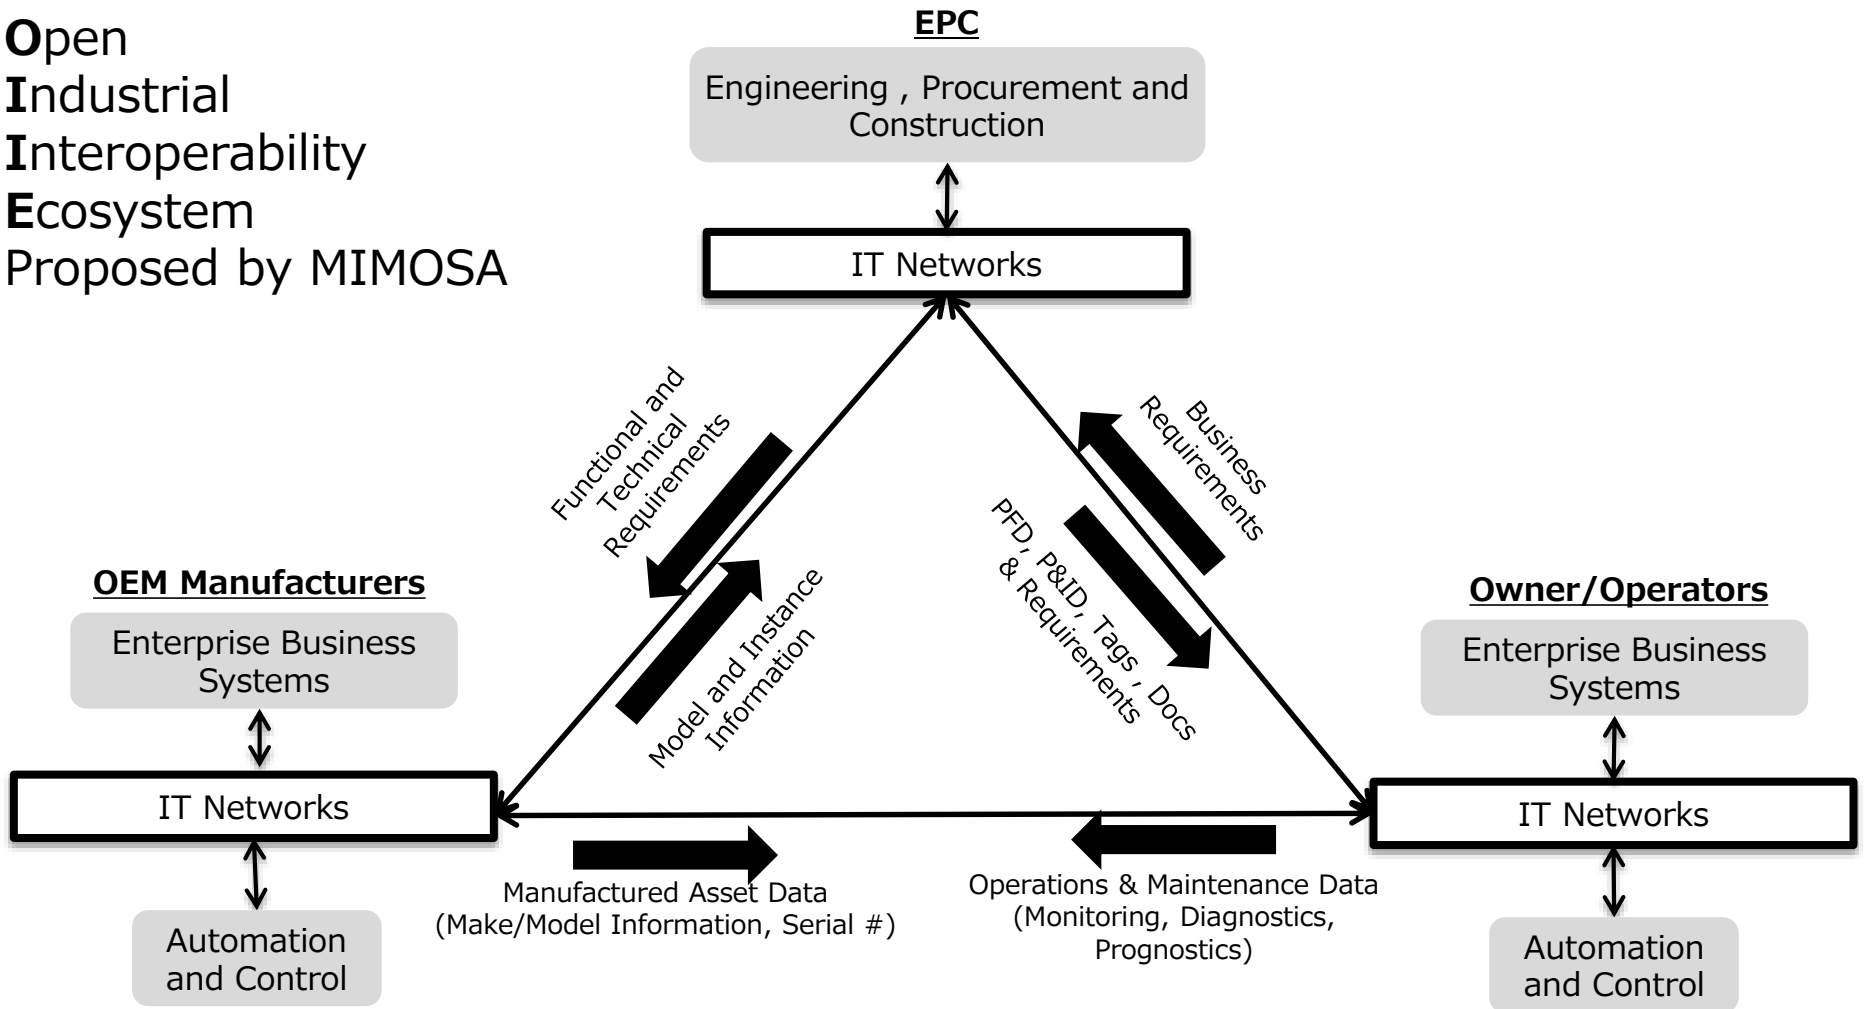 Open
Industrial
Interoperability
Ecosystem
Proposed by MIMOSA
EPC
Engineering , Procurement and
Construction
IT Networks
Functional and
Technical
Requirements
Model and Instance
Information
Business
Requirements
PFD, P&ID, Tags , Docs
& Requirements
OEM Manufacturers
Enterprise Business
Systems
IT Networks
Automation
and Control
Manufactured Asset Data
(Make/Model Information, Serial #)
Operations & Maintenance Data
(Monitoring, Diagnostics,
Prognostics)
Owner/Operators
Enterprise Business
Systems
IT Networks
Automation
and Control